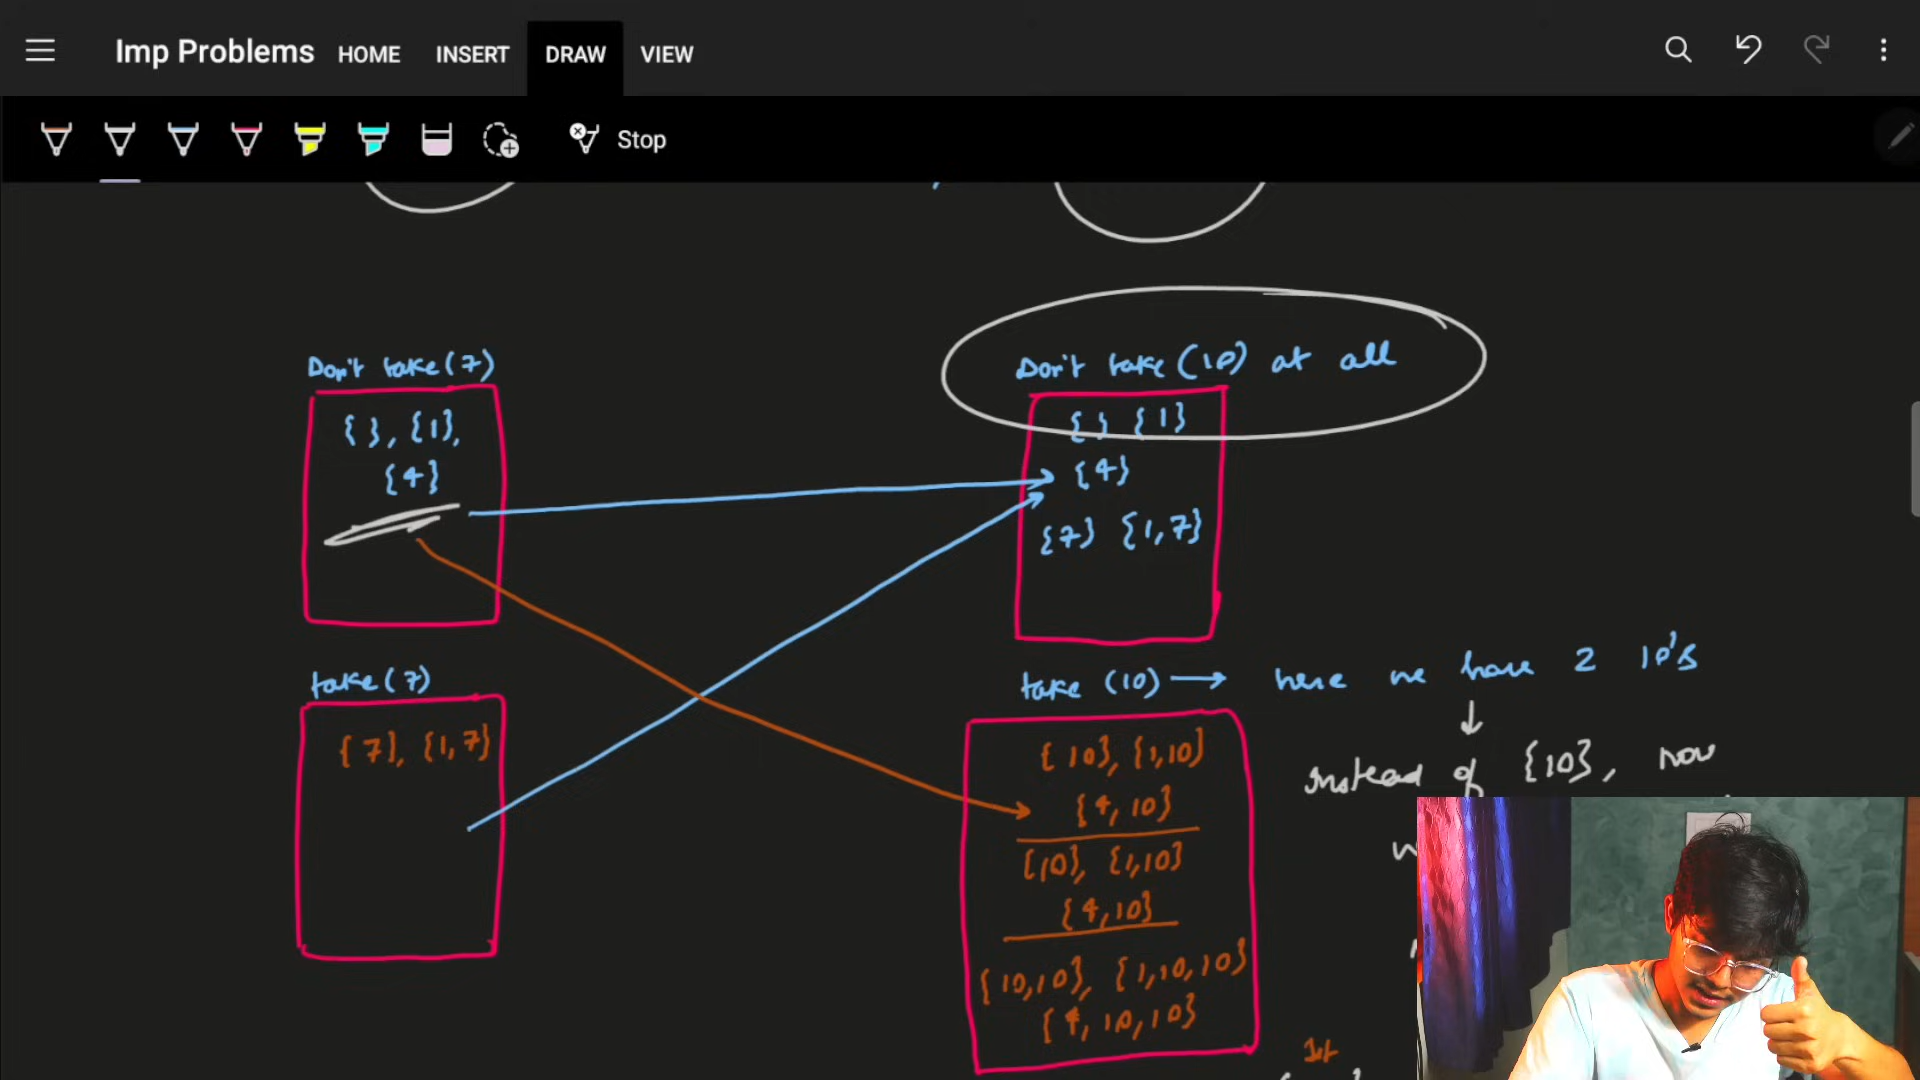 Imp Problems HOME INSERT DRAW VIEW
Stop
Don't take (7)
{ }, {1},
{4}
take (7)
{7}, {1,7}
Don't take (10) at all
{ } {1}
{4}
{7} {1,7}
take (10) → here we have 2 10's
{10}, {1,10}
{4, 10}
{10}, {1,10}
{4,10}
{10,10}, {1,10,10}
{4, 10, 10}
↓
instead of {10}, now
1st